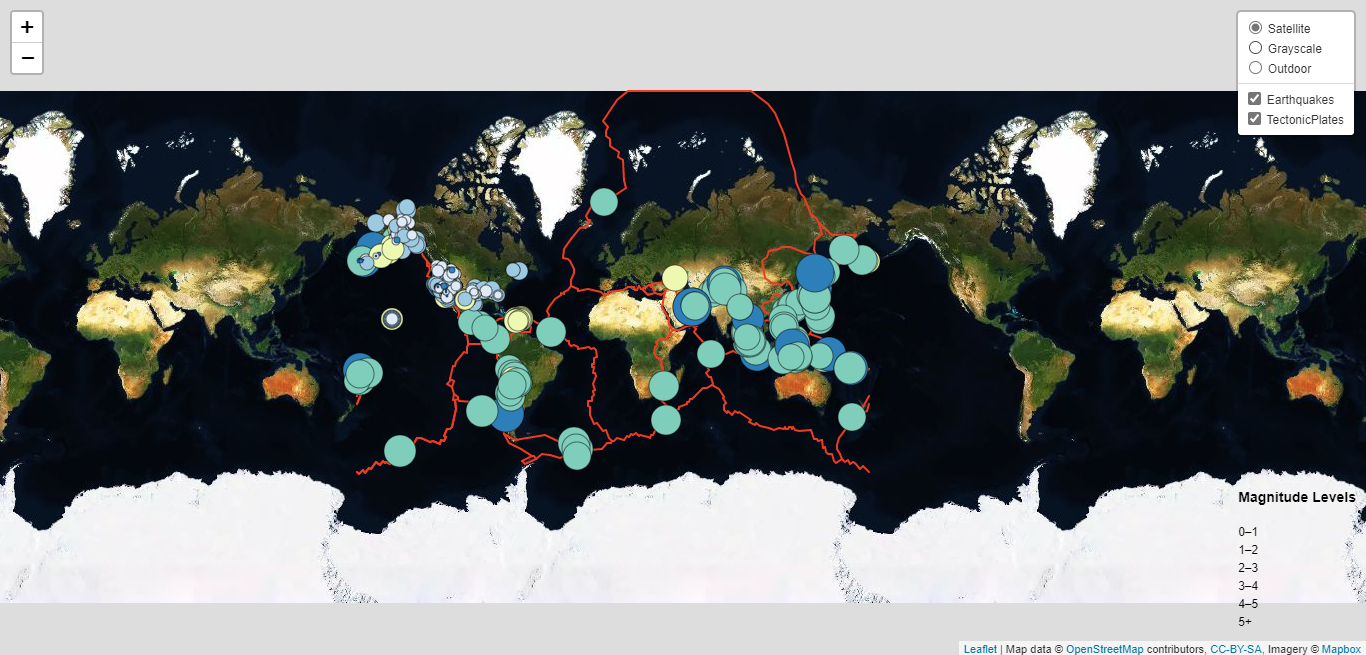 +
−
Satellite
Grayscale
Outdoor
Earthquakes
TectonicPlates
Magnitude Levels
0–1
1–2
2–3
3–4
4–5
5+
Leaflet | Map data © OpenStreetMap contributors, CC-BY-SA, Imagery © Mapbox